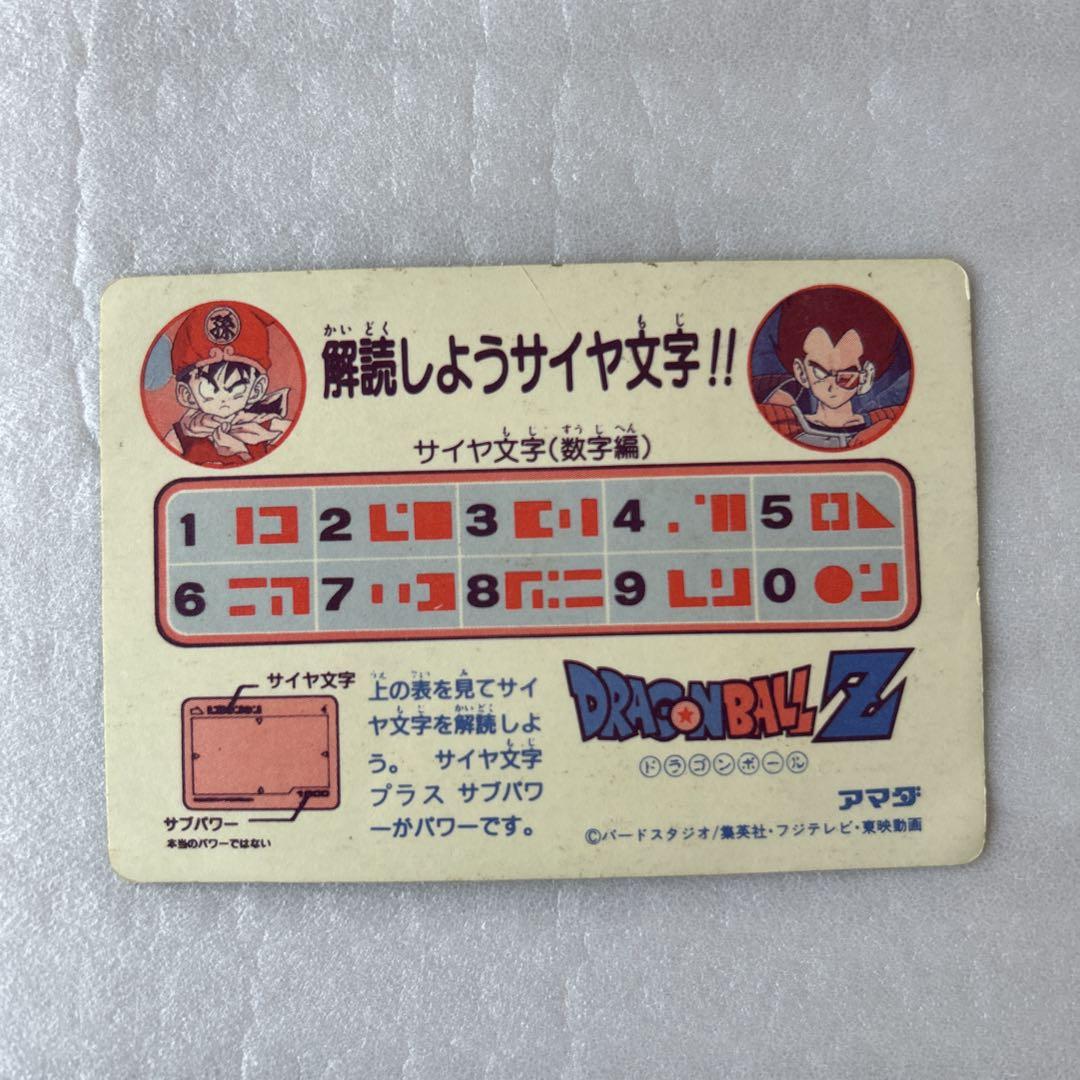 孫
解読しようサイヤ文字!!
かいどく
もじ
サイヤ文字(数字編)
もじ
すうじへん
1 2 3 4 5
6 7 8 9 0
サイヤ文字
1800
サブパワー
本当のパワーではない
上の表を見てサイ
うえ
ひょう
み
ヤ文字を解読しよ
もじ
かいどく
う。 サイヤ文字
もじ
プラス サブパワ
ーがパワーです。
DRAGONBALL Z
ドラゴンボール
アマダ
©バードスタジオ/集英社・フジテレビ・東映動画